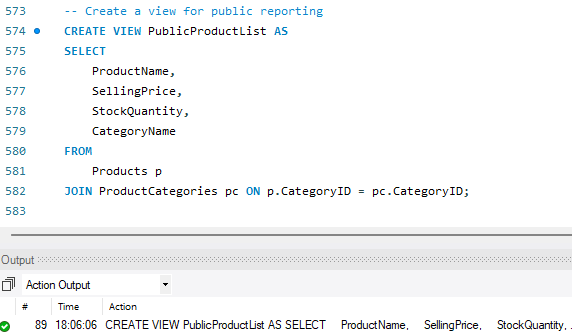 573 -- Create a view for public reporting
574 CREATE VIEW PublicProductList AS
575 SELECT
576 ProductName,
577 SellingPrice,
578 StockQuantity,
579 CategoryName
580 FROM
581 Products p
582 JOIN ProductCategories pc ON p.CategoryID = pc.CategoryID;
583
Output
Action Output
# Time Action
89 18:06:06 CREATE VIEW PublicProductList AS SELECT ProductName, SellingPrice, StockQuantity,